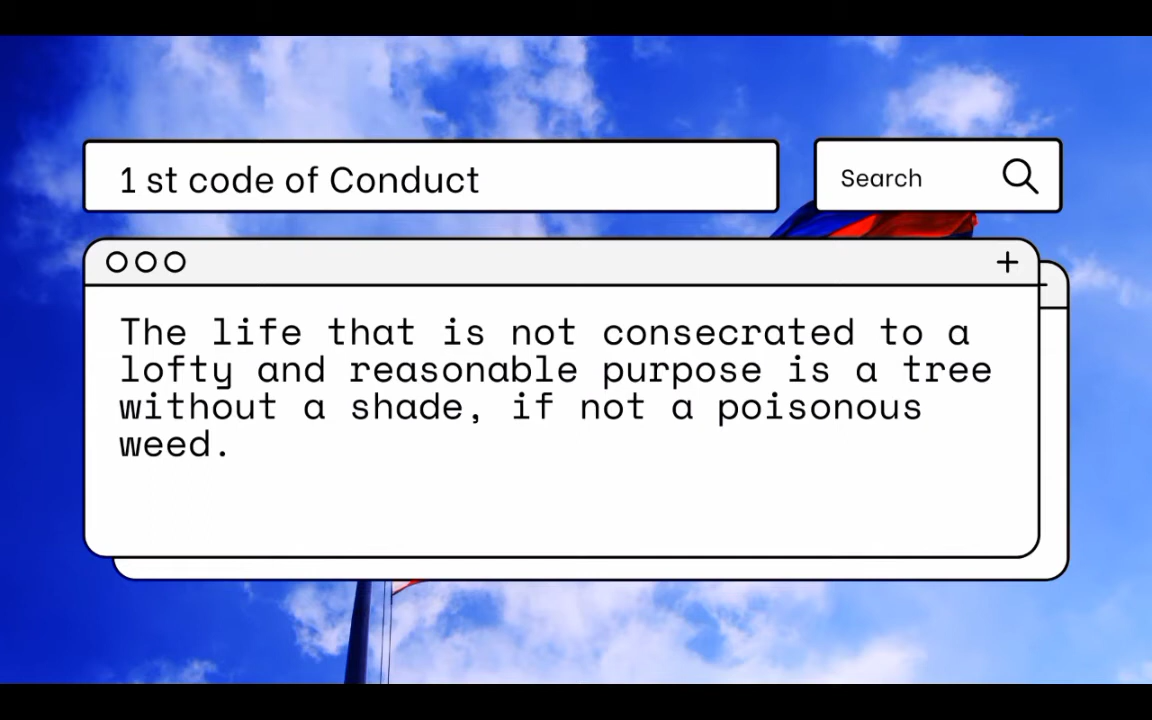 1 st code of Conduct
Search
The life that is not consecrated to a
lofty and reasonable purpose is a tree
without a shade, if not a poisonous
weed.